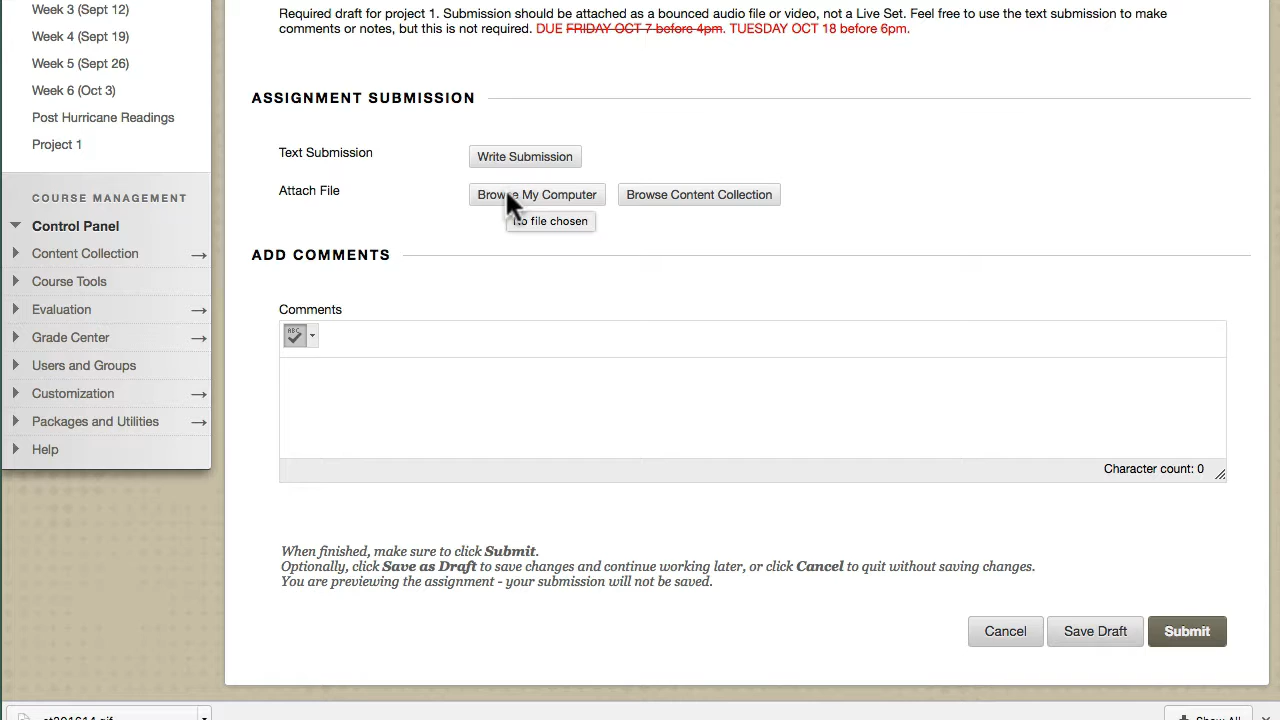 Week 3 (Sept 12)
Week 4 (Sept 19)
Week 5 (Sept 26)
Week 6 (Oct 3)
Post Hurricane Readings
Project 1
COURSE MANAGEMENT
Control Panel
Content Collection
Course Tools
Evaluation
Grade Center
Users and Groups
Customization
Packages and Utilities
Help
Required draft for project 1. Submission should be attached as a bounced audio file or video, not a Live Set. Feel free to use the text submission to make
comments or notes, but this is not required. DUE FRIDAY OCT 7 before 4pm. TUESDAY OCT 18 before 6pm.
ASSIGNMENT SUBMISSION
Text Submission
Write Submission
Attach File
Browse My Computer
Browse Content Collection
No file chosen
ADD COMMENTS
Comments
ABC
Character count: 0
When finished, make sure to click Submit.
Optionally, click Save as Draft to save changes and continue working later, or click Cancel to quit without saving changes.
You are previewing the assignment - your submission will not be saved.
Cancel
Save Draft
Submit
Show All